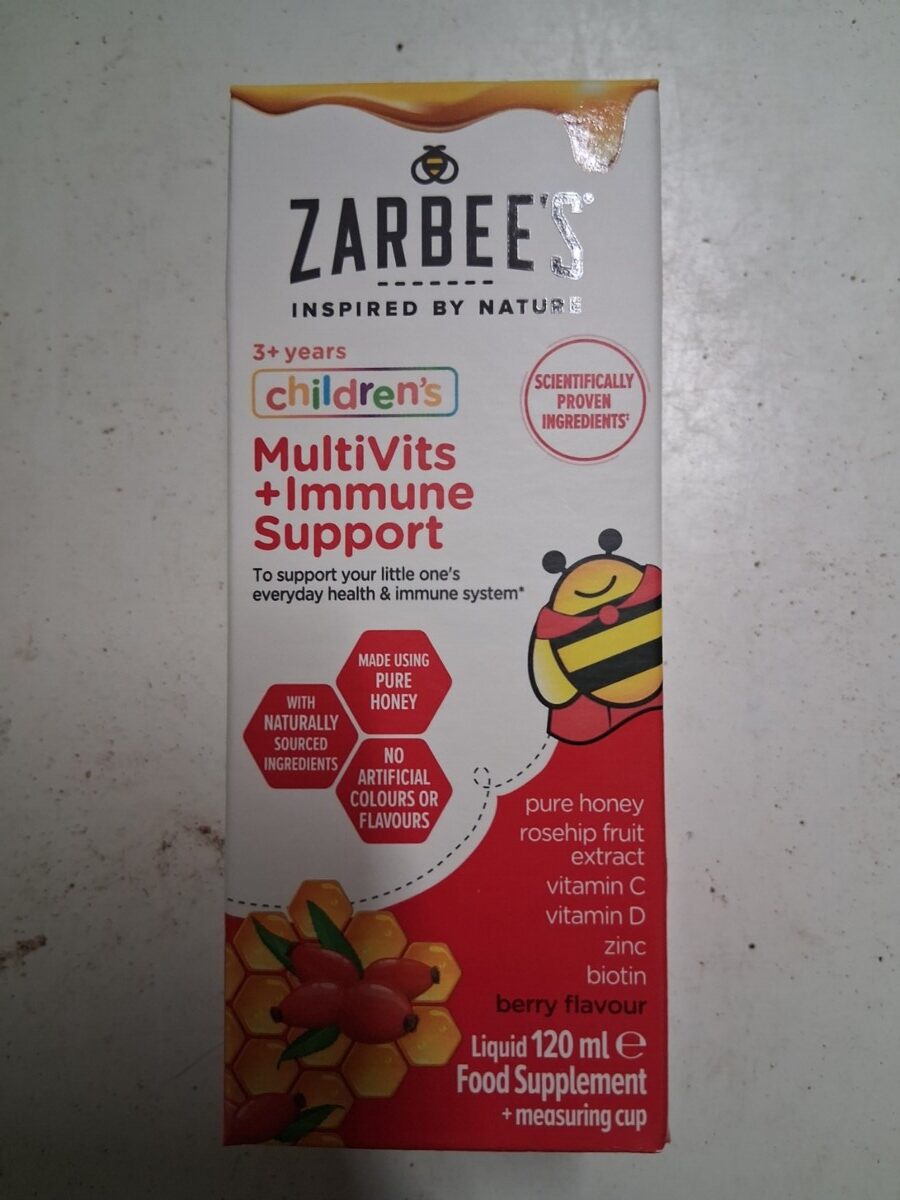 ZARBEE'S®
INSPIRED BY NATURE
3+ years
children's
SCIENTIFICALLY
PROVEN
INGREDIENTS‡
MultiVits
+Immune
Support
To support your little one's
everyday health & immune system*
MADE USING
PURE
HONEY
WITH
NATURALLY
SOURCED
INGREDIENTS
NO
ARTIFICIAL
COLOURS OR
FLAVOURS
pure honey
rosehip fruit
extract
vitamin C
vitamin D
zinc
biotin
berry flavour
Liquid 120 ml ℮
Food Supplement
+ measuring cup